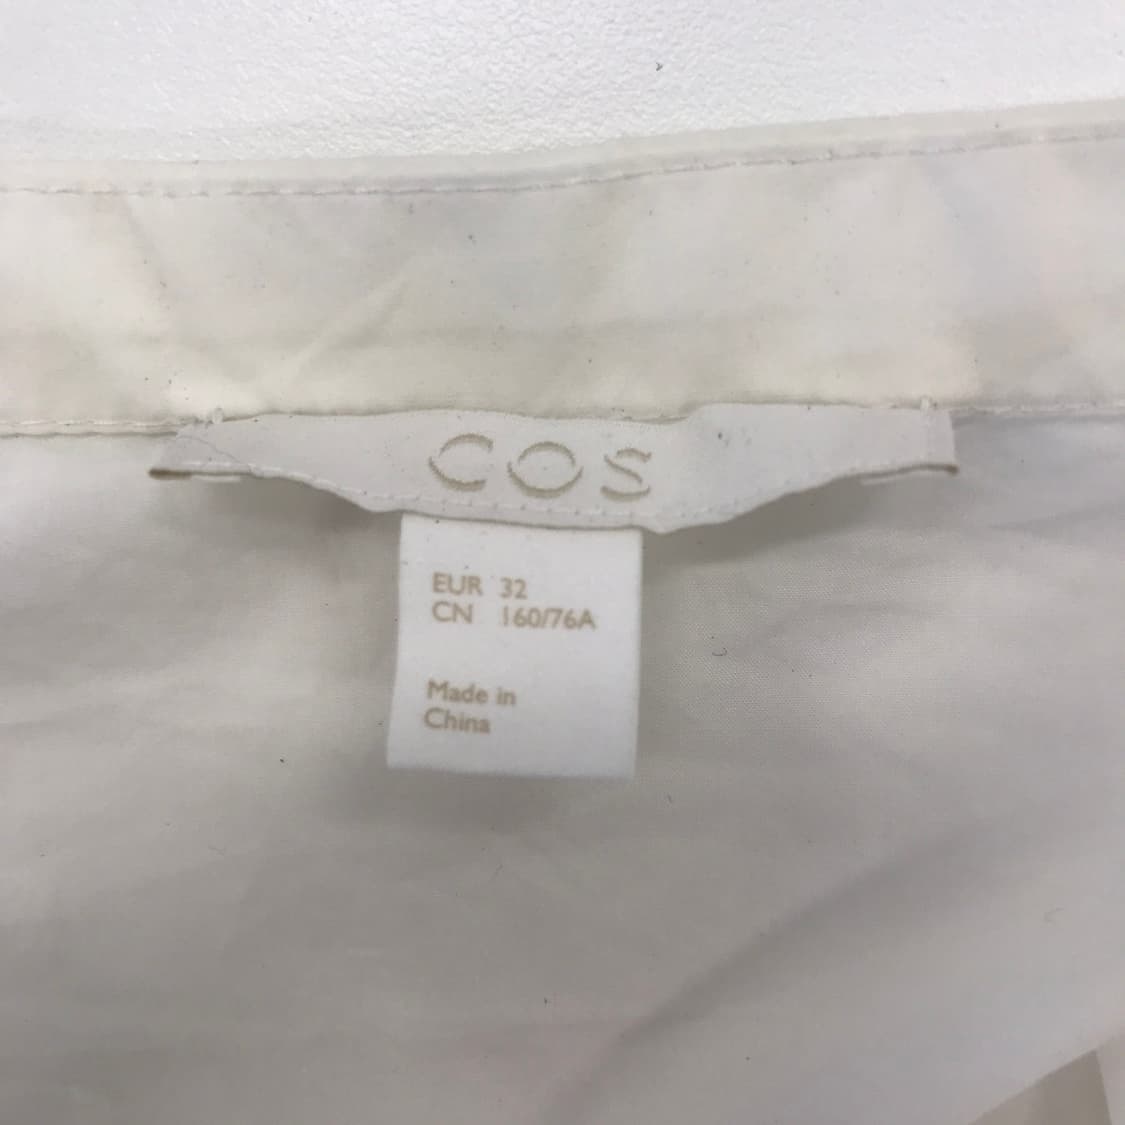 COS
EUR 32
CN 160/76A
Made in
China